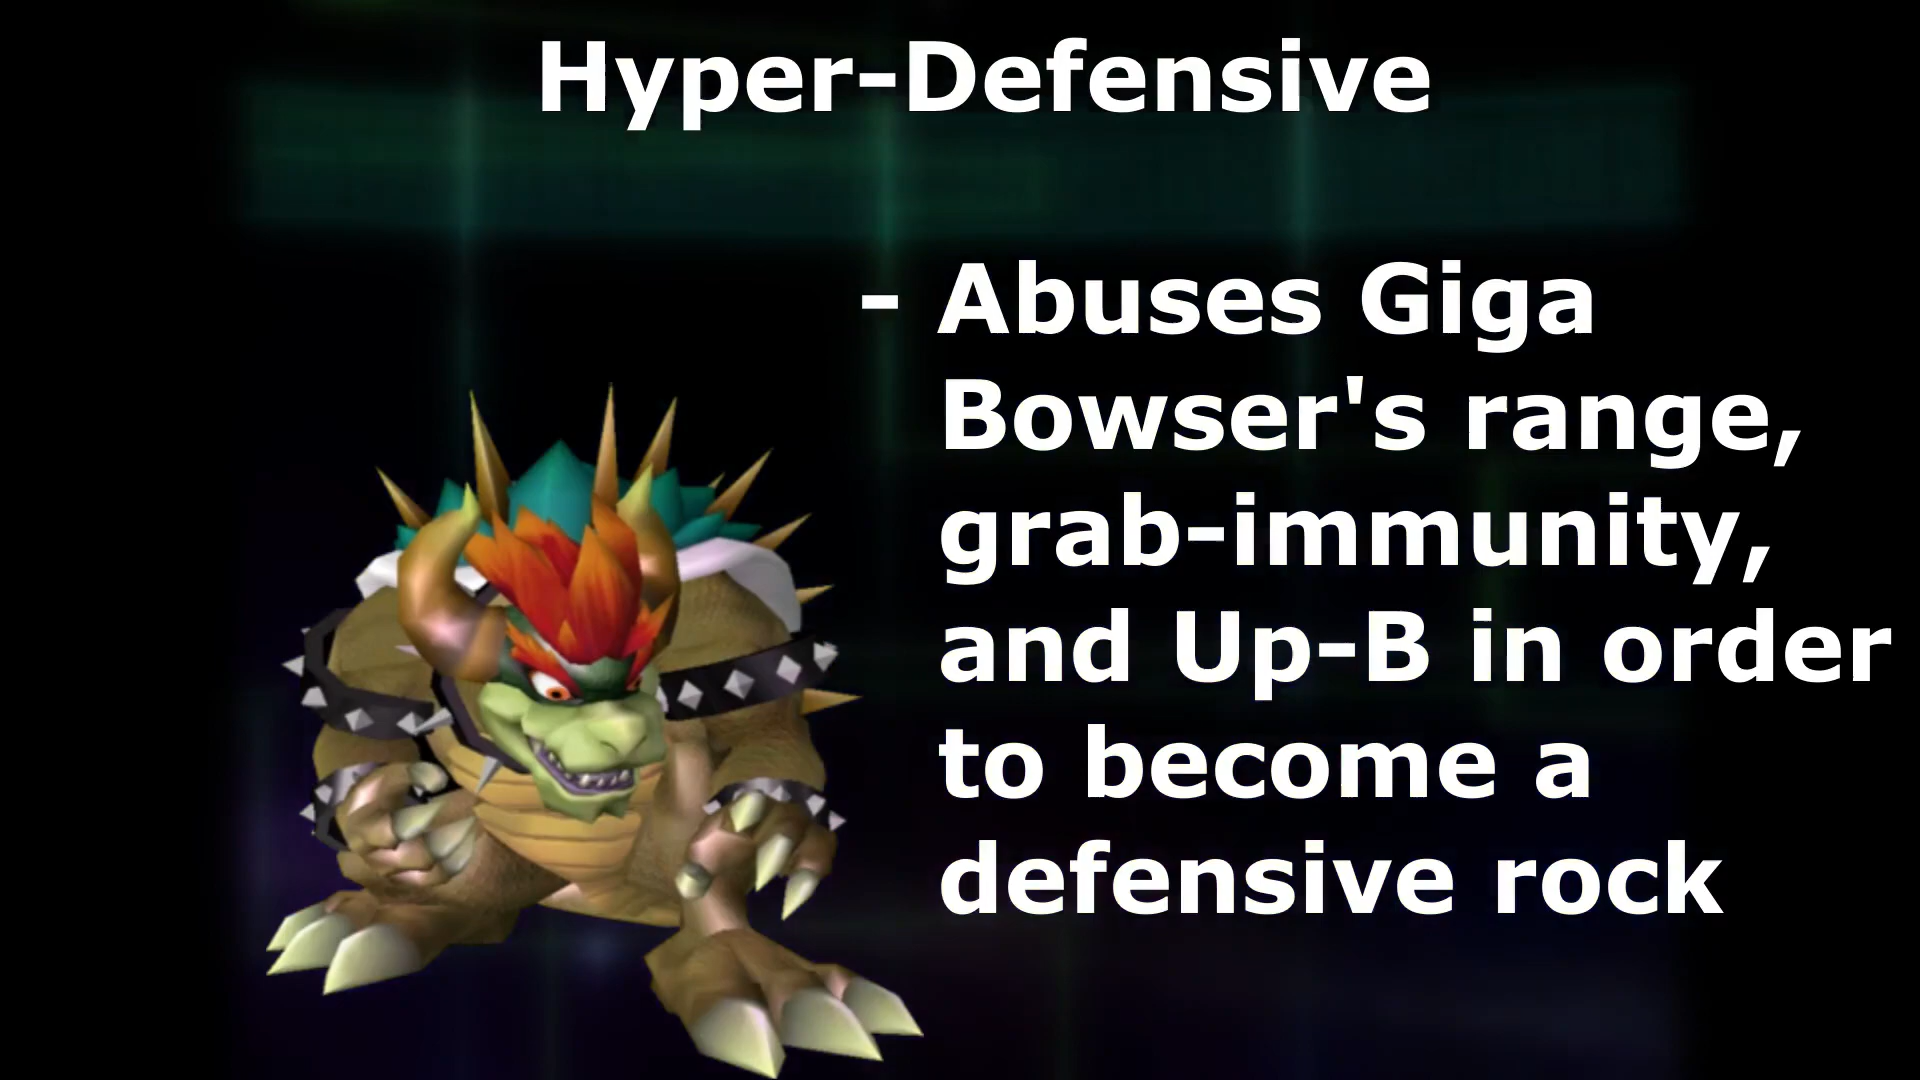 Hyper-Defensive
- Abuses Giga
Bowser's range,
grab-immunity,
and Up-B in order
to become a
defensive rock